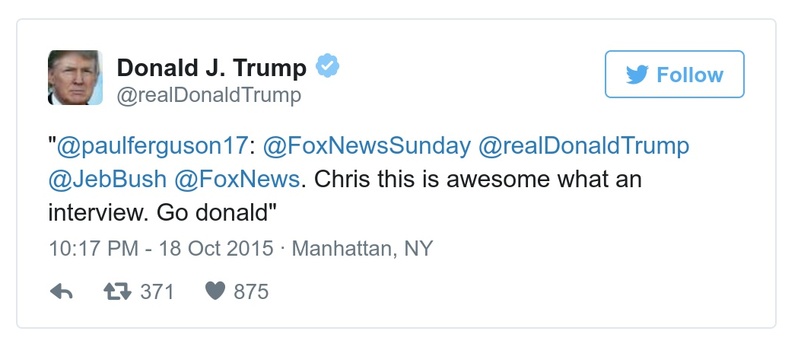 Donald J. Trump
@realDonaldTrump
Follow
"@paulferguson17: @FoxNewsSunday @realDonaldTrump
@JebBush @FoxNews. Chris this is awesome what an
interview. Go donald"
10:17 PM - 18 Oct 2015 · Manhattan, NY
371 875